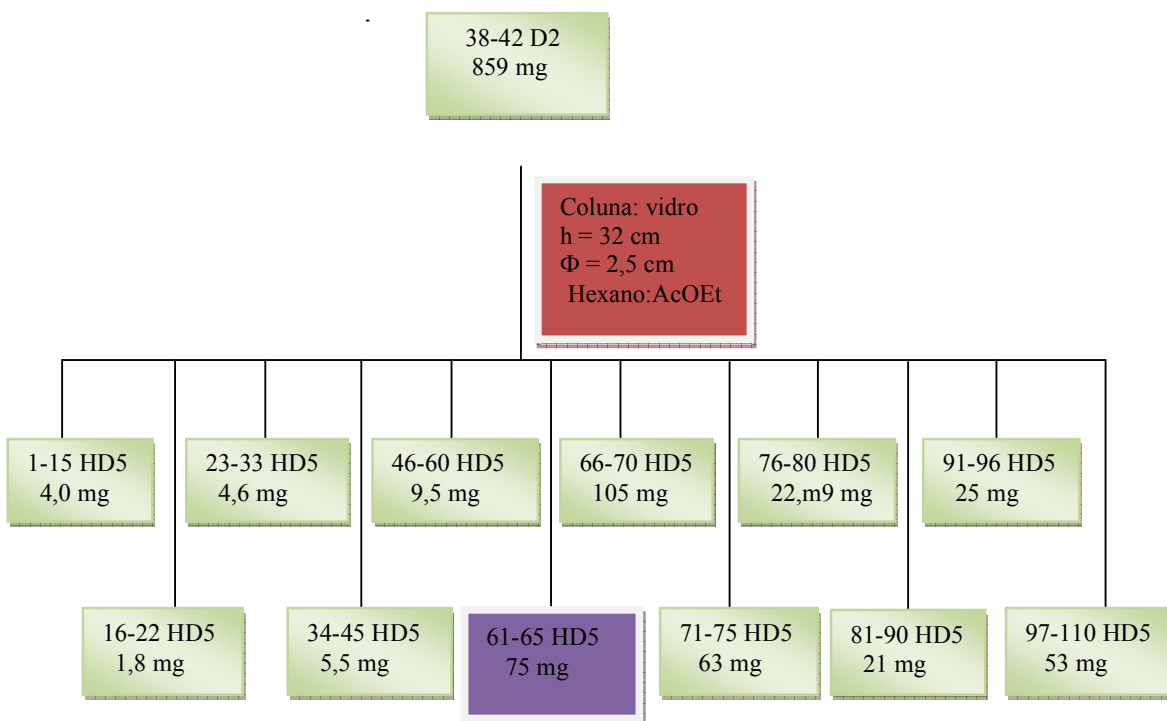 38-42 D2
859 mg
Coluna: vidro
h = 32 cm
Φ = 2,5 cm
Hexano:AcOEt
1-15 HD5
4,0 mg
23-33 HD5
4,6 mg
46-60 HD5
9,5 mg
66-70 HD5
105 mg
76-80 HD5
22,m9 mg
91-96 HD5
25 mg
16-22 HD5
1,8 mg
34-45 HD5
5,5 mg
61-65 HD5
75 mg
71-75 HD5
63 mg
81-90 HD5
21 mg
97-110 HD5
53 mg